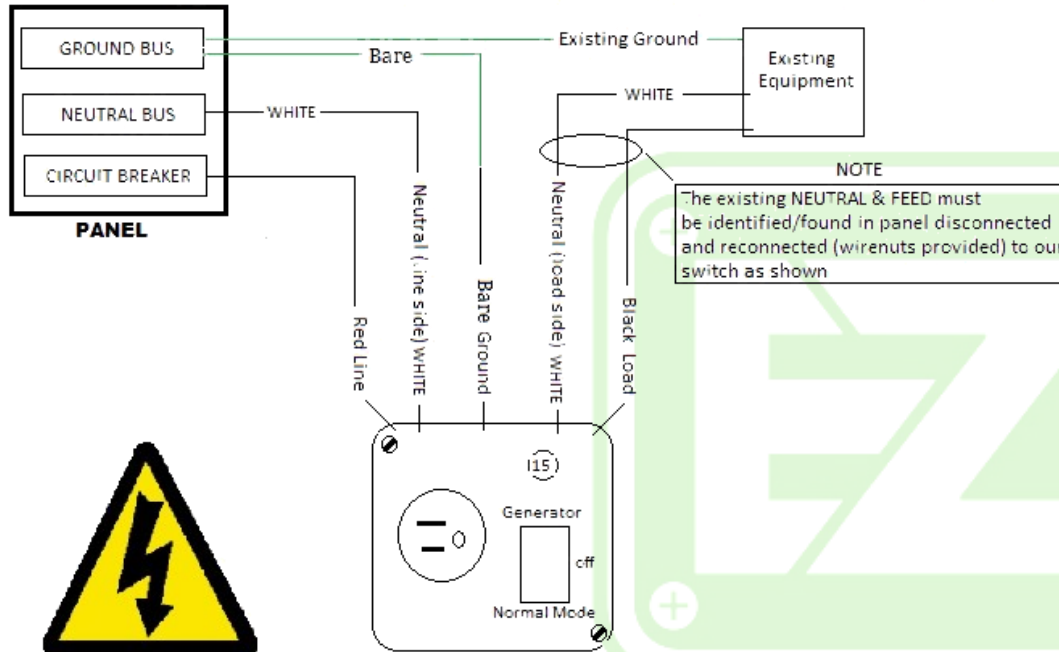 GROUND BUS
Existing Ground
Bare
Existing
Equipment
NEUTRAL BUS
WHITE
WHITE
CIRCUIT BREAKER
PANEL
NOTE
The existing NEUTRAL & FEED must
be identified/found in panel disconnected
and reconnected (wirenuts provided) to our
switch as shown
Red Line
Neutral (Line side) WHITE
Bare Ground
Neutral (load side) WHITE
Black Load
15
Generator
off
Normal Mode
EZ